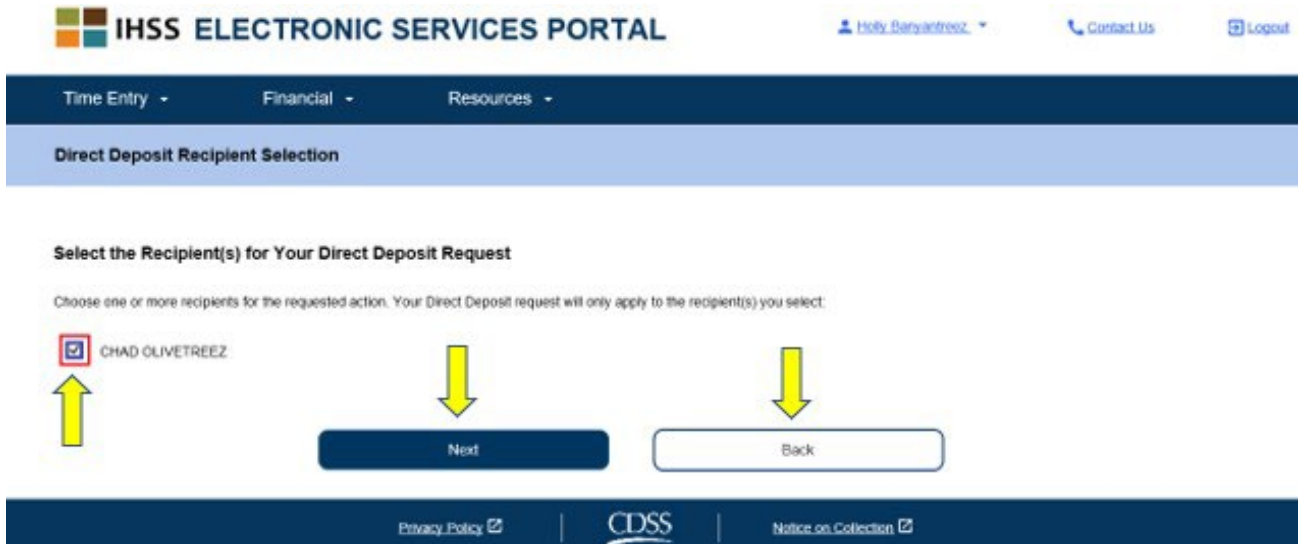 IHSS ELECTRONIC SERVICES PORTAL
Holly Banyantreez
Contact Us
Logout
Time Entry
Financial
Resources
Direct Deposit Recipient Selection
Select the Recipient(s) for Your Direct Deposit Request
Choose one or more recipients for the requested action. Your Direct Deposit request will only apply to the recipient(s) you select:
CHAD OLIVETREEZ
Next
Back
Privacy Policy
CDSS
Notice on Collection